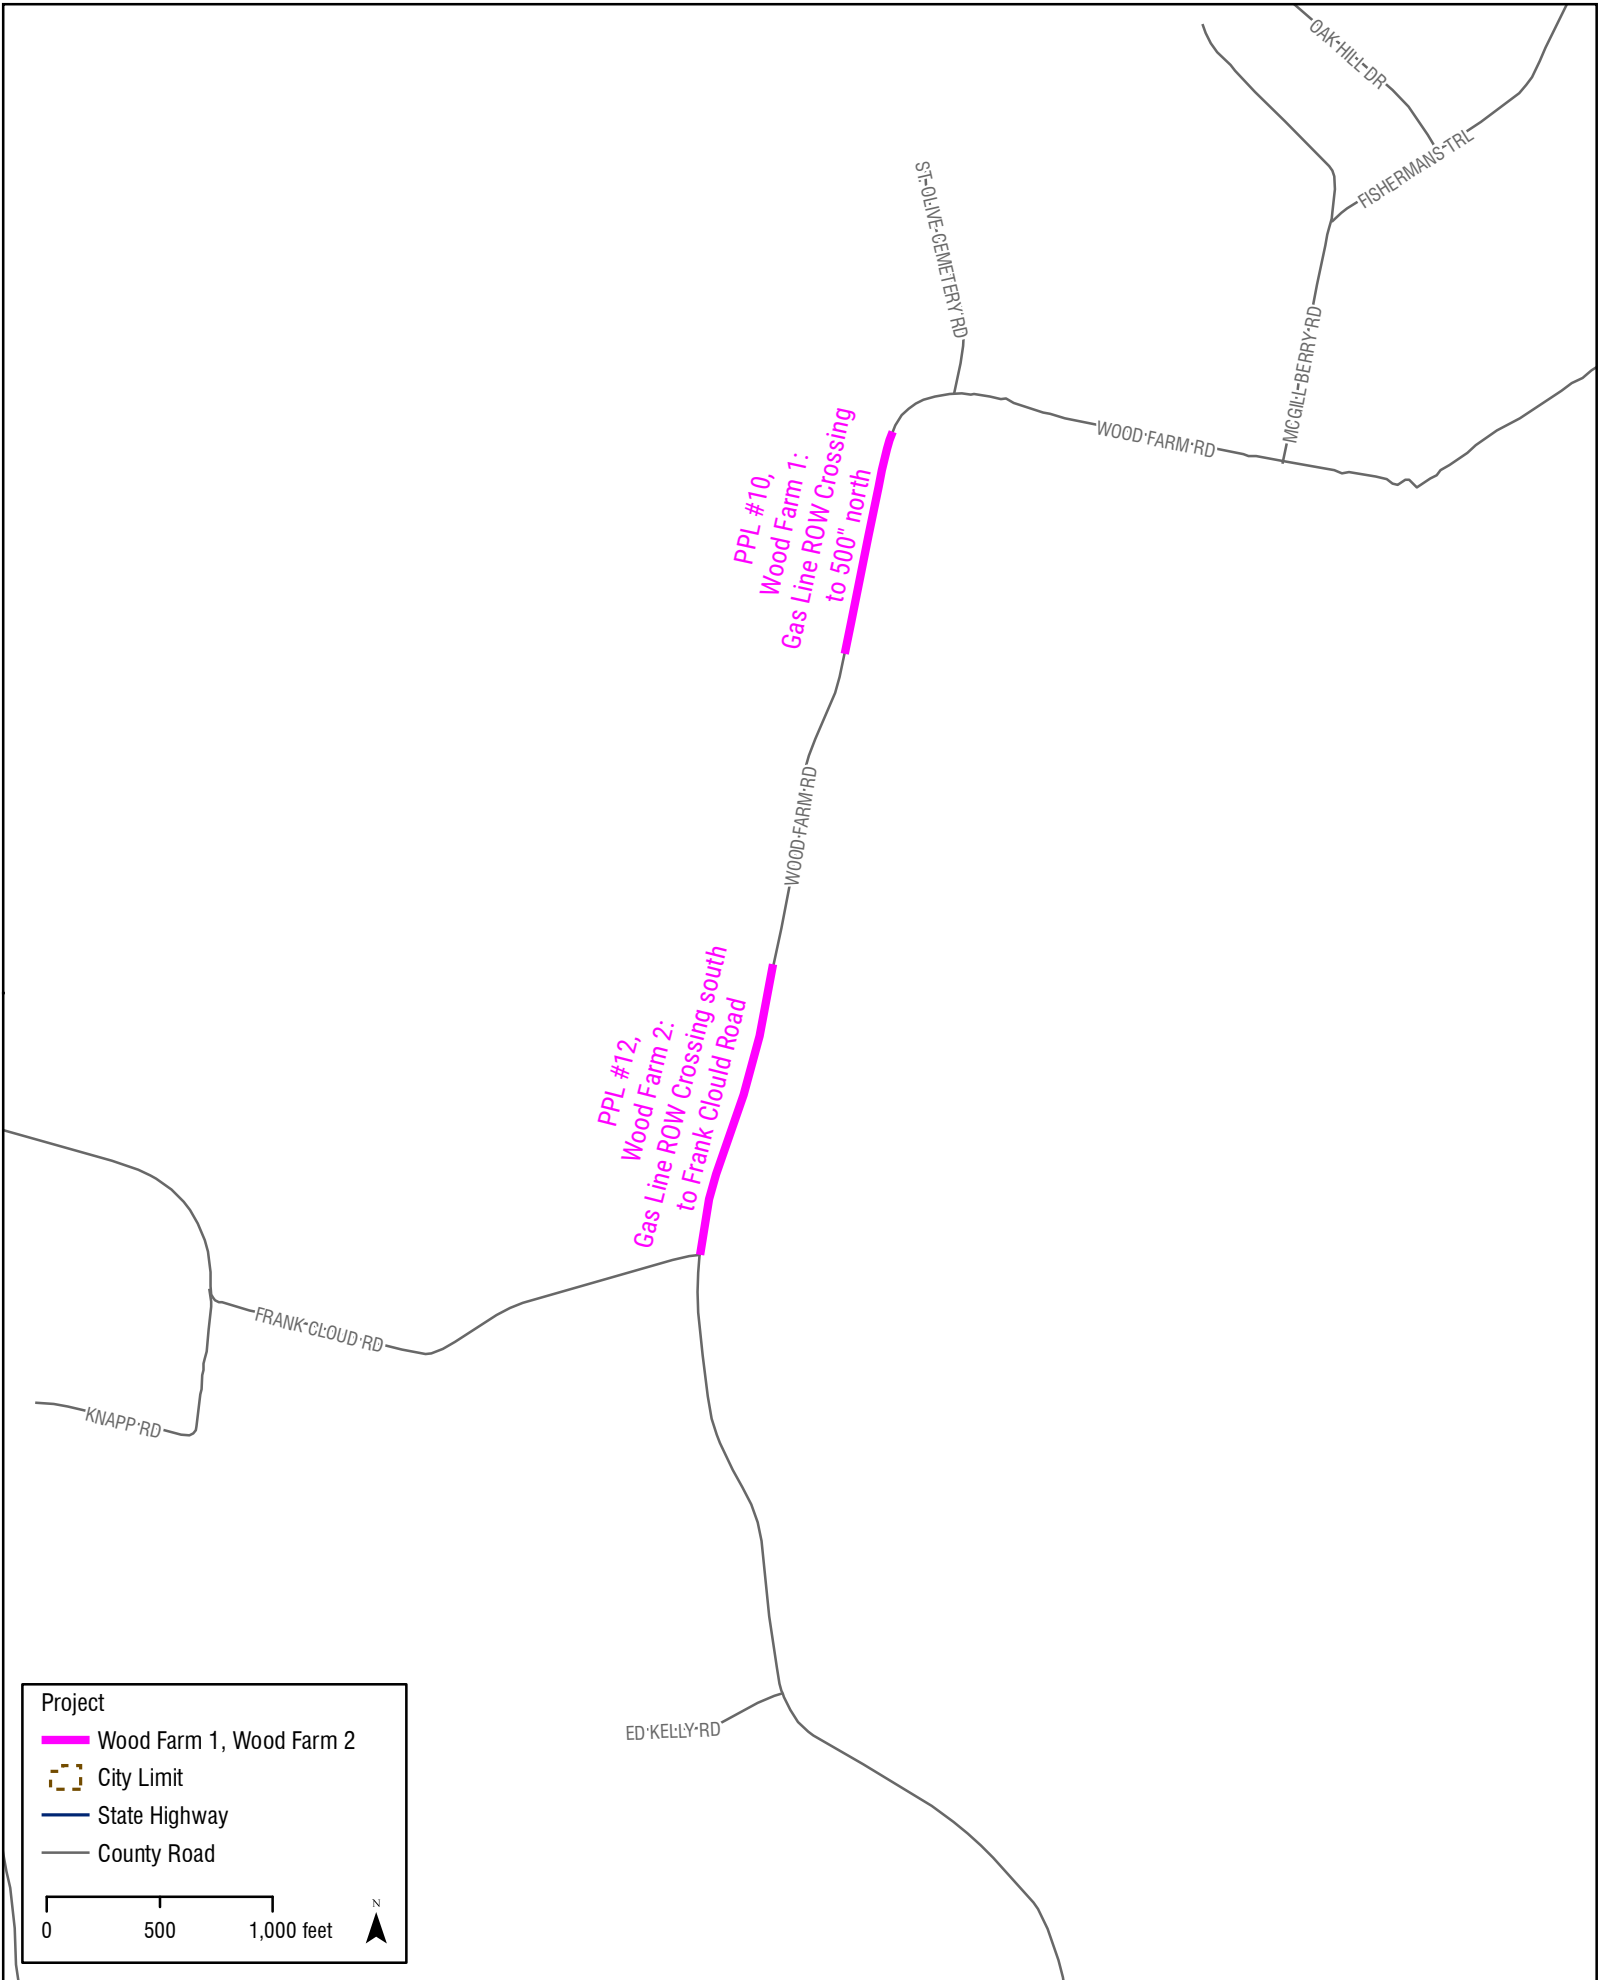 OAK HILL DR
FISHERMANS TRL
ST. OLIVE CEMETERY RD
MCGILL BERRY RD
WOOD FARM RD
PPL #10,
Wood Farm 1:
Gas Line ROW Crossing
to 500" north
WOOD FARM RD
PPL #12,
Wood Farm 2:
Gas Line ROW Crossing south
to Frank Clould Road
FRANK CLOUD RD
KNAPP RD
ED KELLY RD
Project
Wood Farm 1, Wood Farm 2
City Limit
State Highway
County Road
N
0 500 1,000 feet